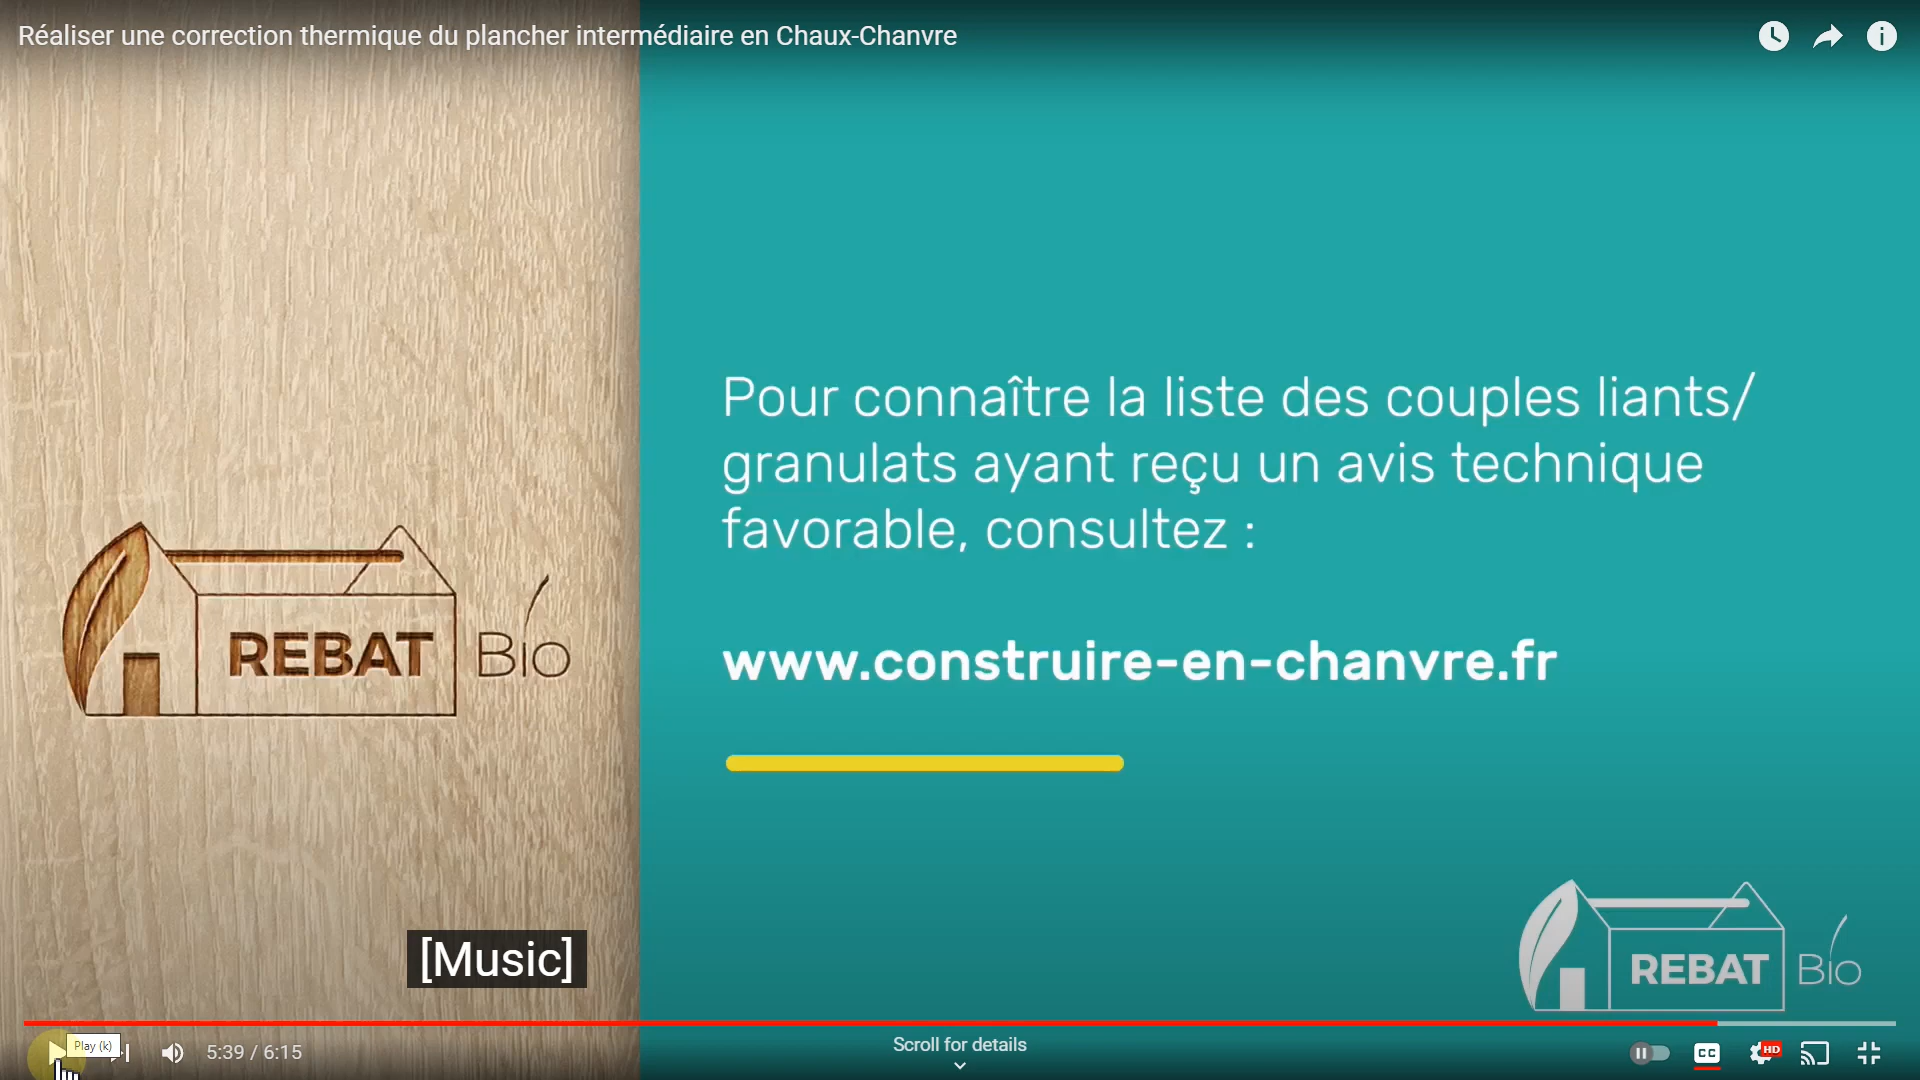 Réaliser une correction thermique du plancher intermédiaire en Chaux-Chanvre
Pour connaître la liste des couples liants/
granulats ayant reçu un avis technique
favorable, consultez :
www.construire-en-chanvre.fr
REBAT Bio
[Music]
REBAT Bio
Play (k)
5:39 / 6:15
Scroll for details
CC
HD